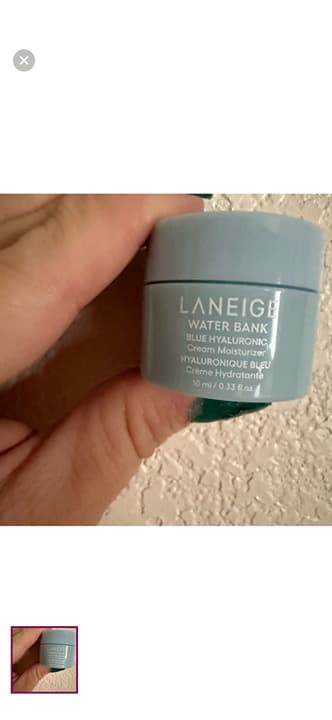 LANEIGE
WATER BANK
BLUE HYALURONIC
Cream Moisturizer
HYALURONIQUE BLEU
Crème Hydratante
10 ml / 0.33 fl.oz